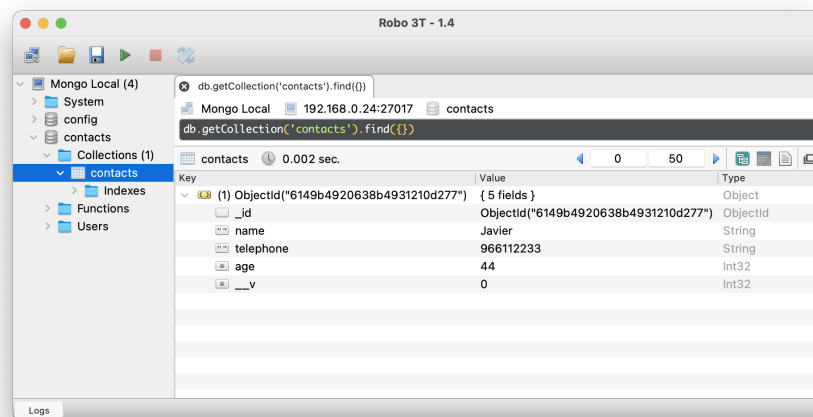 Robo 3T - 1.4
Mongo Local (4)
System
config
contacts
Collections (1)
contacts
Indexes
Functions
Users
db.getCollection('contacts').find({})
Mongo Local 192.168.0.24:27017 contacts
db.getCollection('contacts').find({})
contacts 0.002 sec. 0 50
Key Value Type
(1) ObjectId("6149b4920638b4931210d277") { 5 fields } Object
_id ObjectId("6149b4920638b4931210d277") ObjectId
name Javier String
telephone 966112233 String
age 44 Int32
__v 0 Int32
Logs